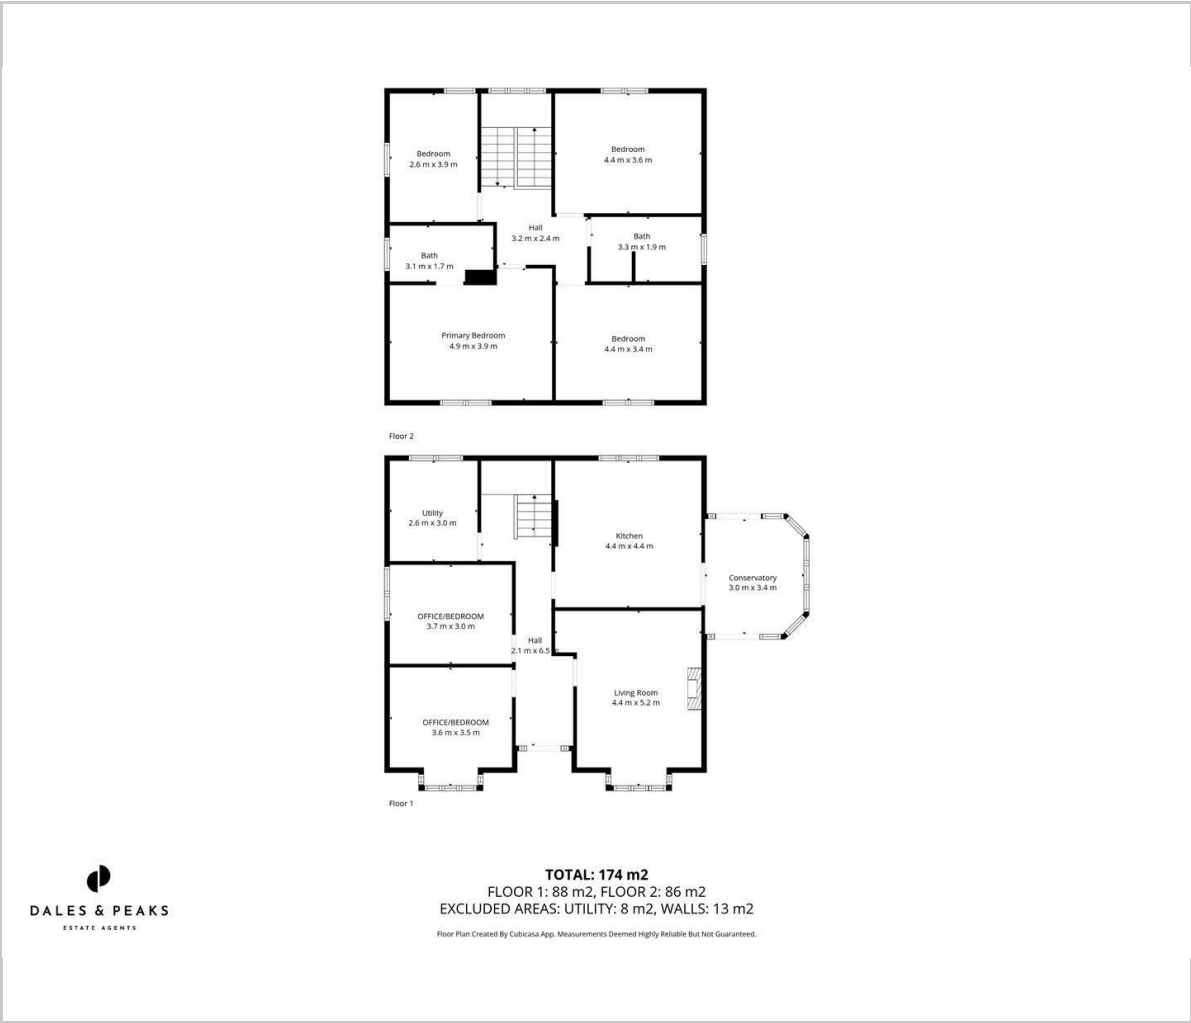 Bedroom
2.6 m x 3.9 m
Bedroom
4.4 m x 3.6 m
Hall
3.2 m x 2.4 m
Bath
3.3 m x 1.9 m
Bath
3.1 m x 1.7 m
Primary Bedroom
4.9 m x 3.9 m
Bedroom
4.4 m x 3.4 m
Floor 2
Utility
2.6 m x 3.0 m
Kitchen
4.4 m x 4.4 m
Conservatory
3.0 m x 3.4 m
OFFICE/BEDROOM
3.7 m x 3.0 m
Hall
2.1 m x 6.5
Living Room
4.4 m x 5.2 m
OFFICE/BEDROOM
3.6 m x 3.5 m
Floor 1
TOTAL: 174 m2
FLOOR 1: 88 m2, FLOOR 2: 86 m2
EXCLUDED AREAS: UTILITY: 8 m2, WALLS: 13 m2
Floor Plan Created By Cubicasa App. Measurements Deemed Highly Reliable But Not Guaranteed.
DALES & PEAKS
ESTATE AGENTS